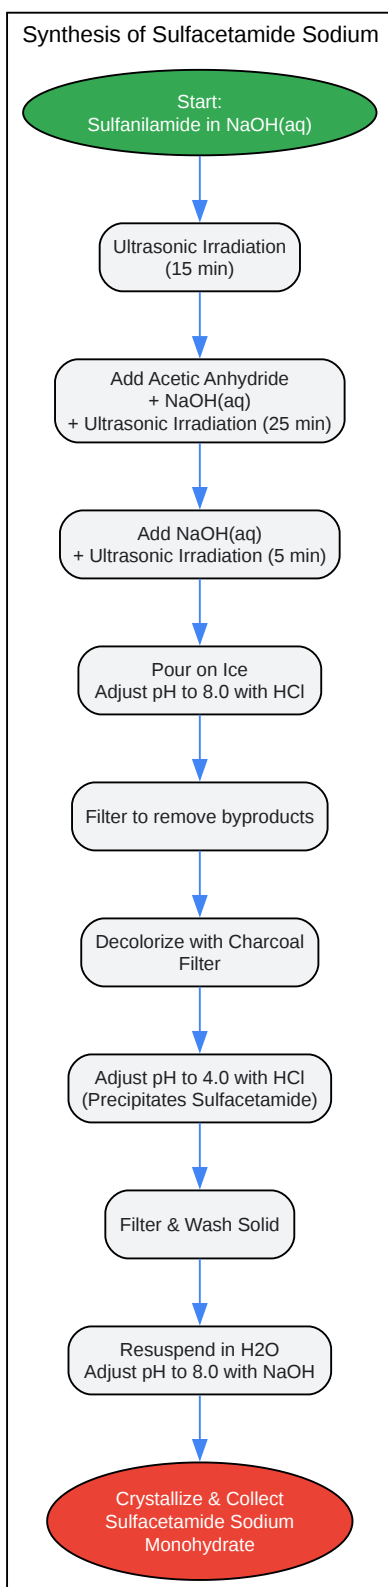 Synthesis of Sulfacetamide Sodium
Start:
Sulfanilamide in NaOH(aq)
Ultrasonic Irradiation
(15 min)
Add Acetic Anhydride
+ NaOH(aq)
+ Ultrasonic Irradiation (25 min)
Add NaOH(aq)
+ Ultrasonic Irradiation (5 min)
Pour on Ice
Adjust pH to 8.0 with HCl
Filter to remove byproducts
Decolorize with Charcoal
Filter
Adjust pH to 4.0 with HCl
(Precipitates Sulfacetamide)
Filter & Wash Solid
Resuspend in H2O
Adjust pH to 8.0 with NaOH
Crystallize & Collect
Sulfacetamide Sodium
Monohydrate